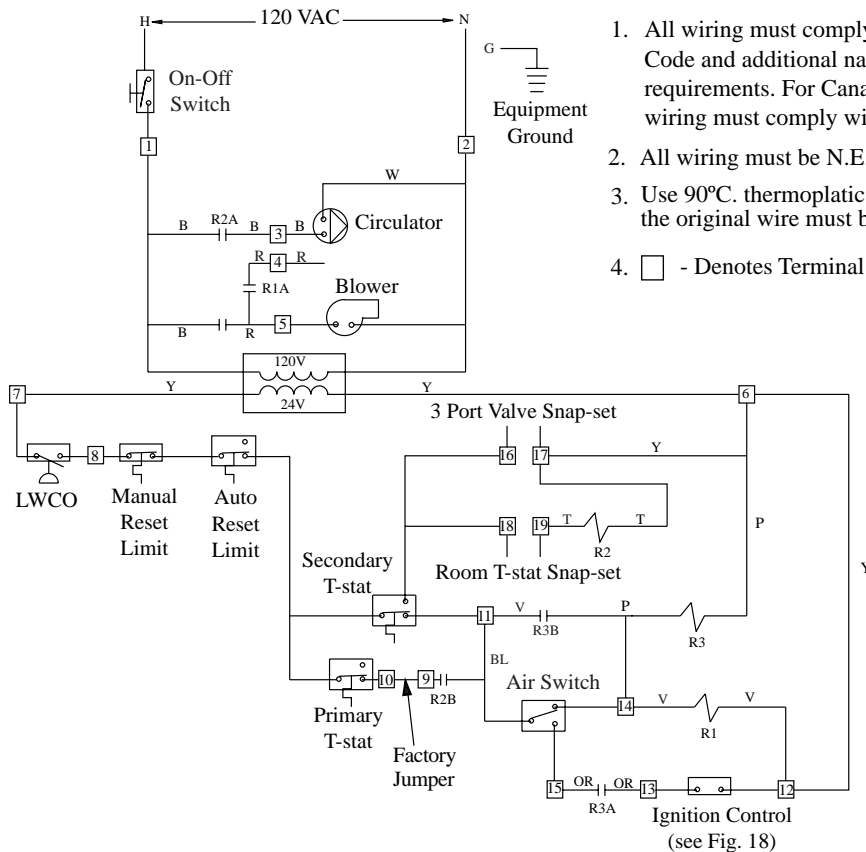 H
120 VAC
N
G
On-Off
Switch
Equipment
Ground
1
2
1. All wiring must comply
Code and additional na
requirements. For Cana
wiring must comply wi
2. All wiring must be N.E.
3. Use 90ºC. thermoplatic
the original wire must b
4. - Denotes Terminal
W
B
R2A
B
3
B
Circulator
R
4
R
R1A
Blower
B
R
5
120V
7
Y
24V
Y
6
3 Port Valve Snap-set
16
17
Y
LWCO
8
Manual
Reset
Limit
Auto
Reset
Limit
18
19
T
R2
T
P
Room T-stat Snap-set
Y
Secondary
T-stat
11
V
R3B
P
R3
BL
Primary
T-stat
10
9
R2B
Air Switch
14
V
R1
V
Factory
Jumper
15
OR
R3A
OR
13
12
Ignition Control
(see Fig. 18)